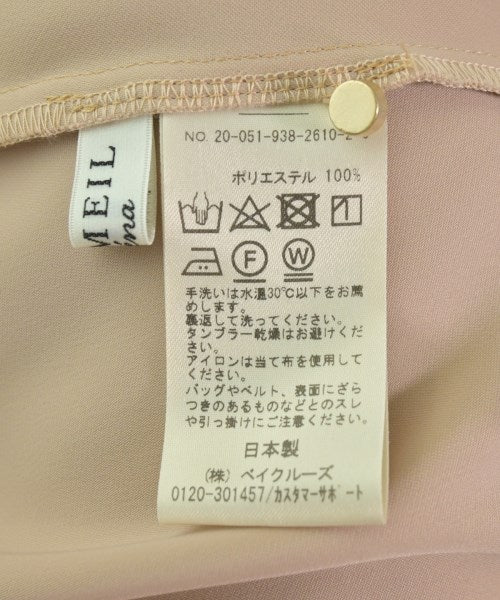 MEIL
NO. 20-051-938-2610-2
ポリエステル 100%
F W
手洗いは水温30℃以下をお薦
めします。
裏返して洗ってください。
タンブラー乾燥はお避けくだ
さい。
アイロンは当て布を使用して
ください。
バッグやベルト、表面にざら
つきのあるものなどとのスレ
や引っ掛けにご注意ください。
日本製
(株) ベイクルーズ
0120-301457/カスタマーサポート